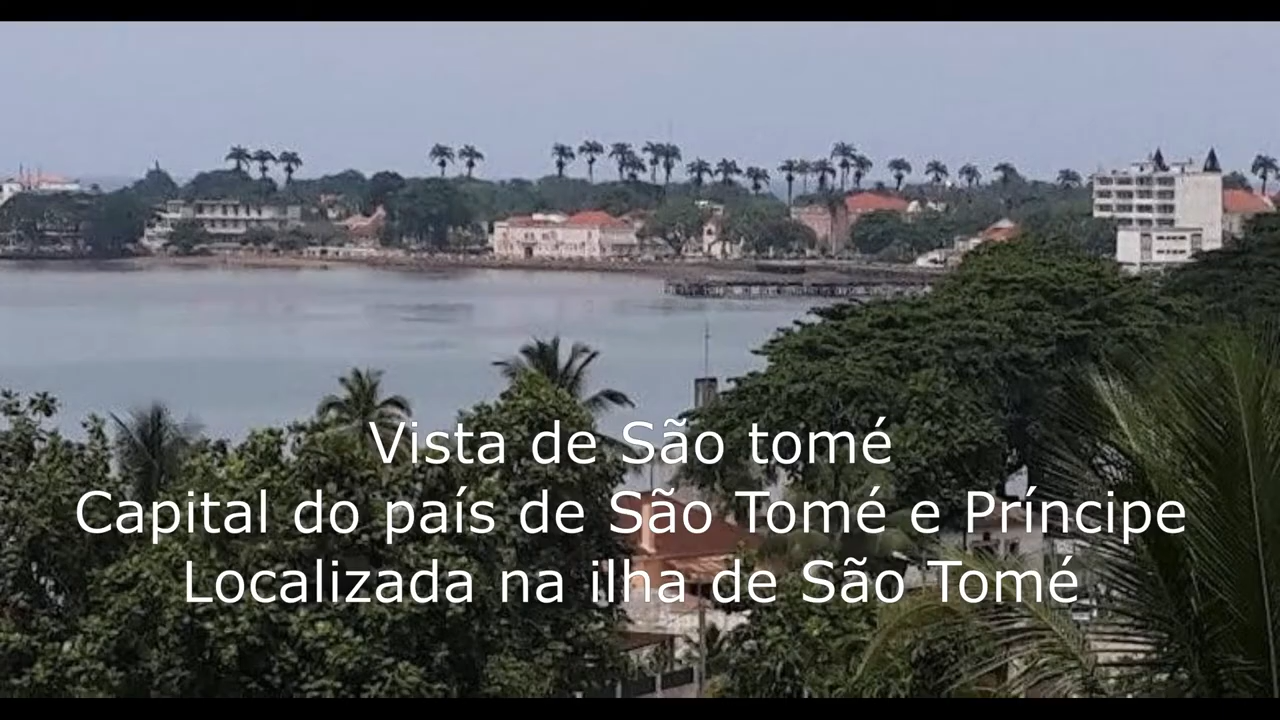 Vista de São tomé
Capital do país de São Tomé e Príncipe
Localizada na ilha de São Tomé